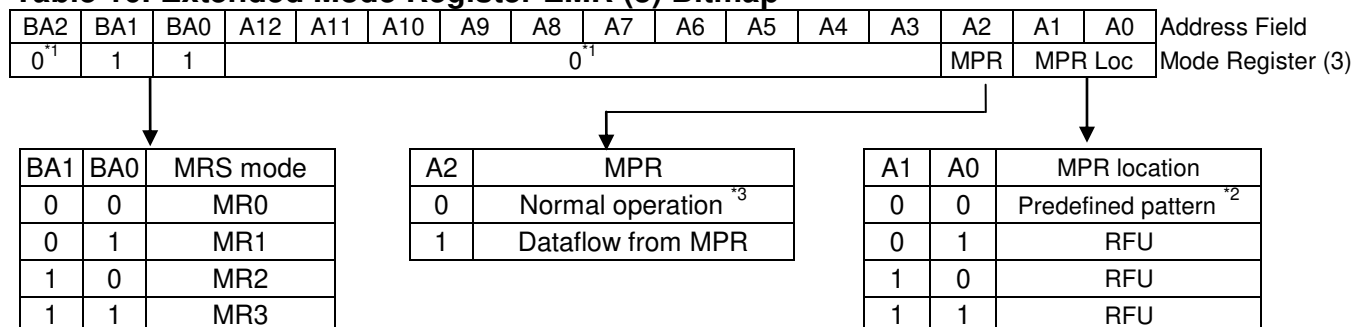 Table 16. Extended Mode Register EMR (3) Bitmap
BA2 BA1 BA0 A12 A11 A10 A9 A8 A7 A6 A5 A4 A3 A2 A1 A0 Address Field
0*1 1 1 0*1 MPR MPR Loc Mode Register (3)
BA1 BA0 MRS mode
0 0 MR0
0 1 MR1
1 0 MR2
1 1 MR3
A2 MPR
0 Normal operation *3
1 Dataflow from MPR
A1 A0 MPR location
0 0 Predefined pattern *2
0 1 RFU
1 0 RFU
1 1 RFU